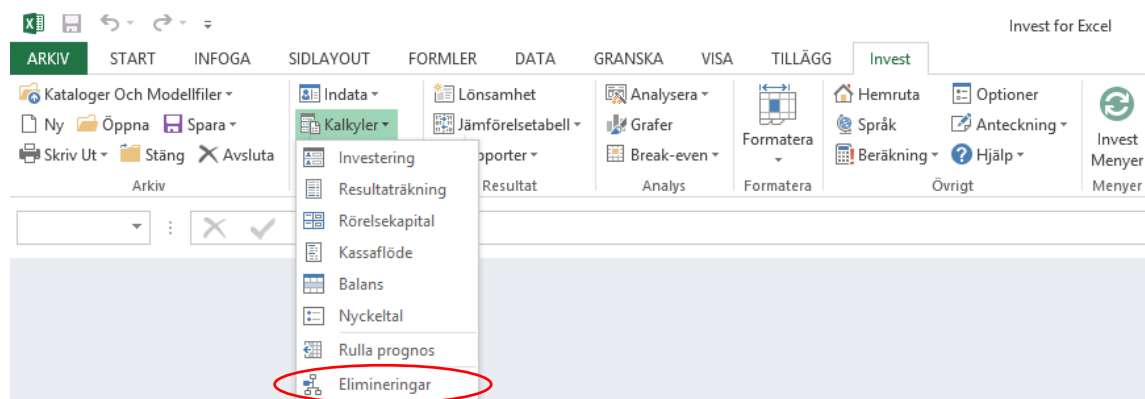 Invest for Excel
ARKIV START INFOGA SIDLAYOUT FORMLER DATA GRANSKA VISA TILLÄGG Invest
Kataloger Och Modellfiler Indata Lönsamhet Analysera Hemruta Optioner
Ny Öppna Spara Kalkyler Jämförelsetabell Grafer Formatera Språk Anteckning Invest Menyer
Skriv Ut Stäng Avsluta pporter Break-even Beräkning Hjälp
Arkiv Resultat Analys Formatera Övrigt Menyer
Investering
Resultaträkning
Rörelsekapital
Kassaflöde
Balans
Nyckeltal
Rulla prognos
Elimineringar